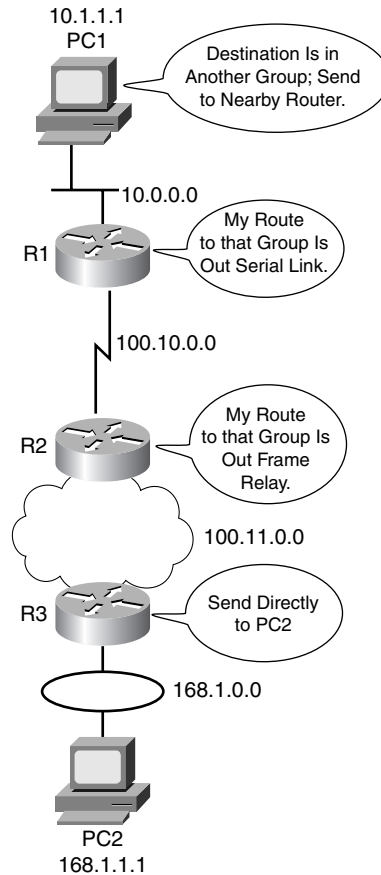 10.1.1.1
PC1
Destination Is in
Another Group; Send
to Nearby Router.
10.0.0.0
R1
My Route
to that Group Is
Out Serial Link.
100.10.0.0
R2
My Route
to that Group Is
Out Frame
Relay.
100.11.0.0
R3
Send Directly
to PC2
168.1.0.0
PC2
168.1.1.1